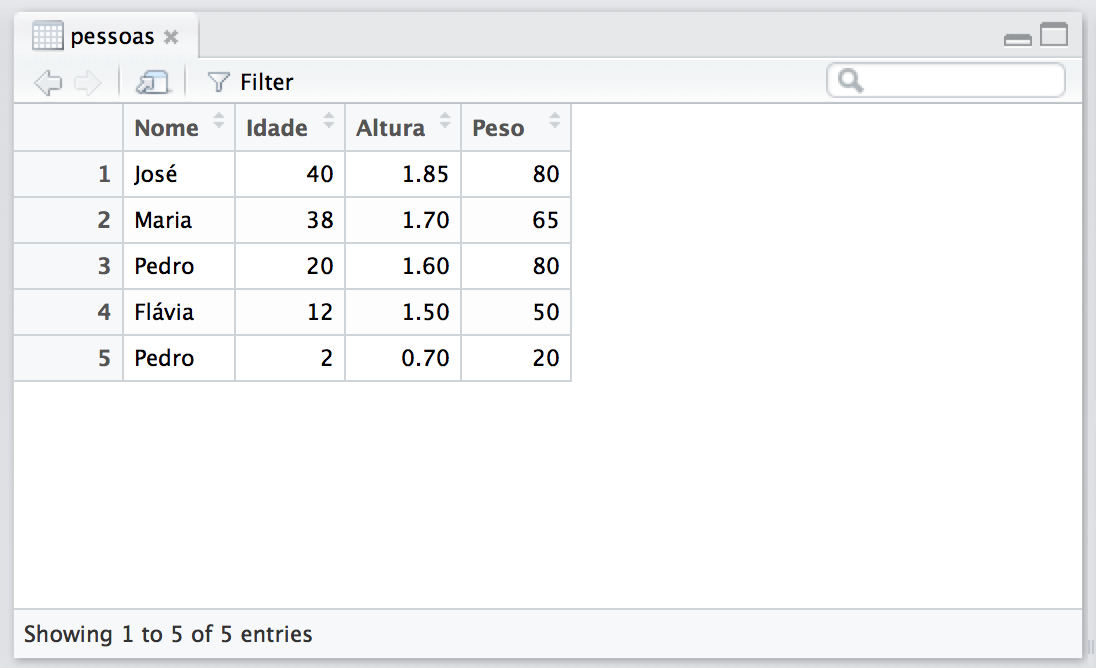 pessoas
Filter
Nome Idade Altura Peso
1 José 40 1.85 80
2 Maria 38 1.70 65
3 Pedro 20 1.60 80
4 Flávia 12 1.50 50
5 Pedro 2 0.70 20
Showing 1 to 5 of 5 entries